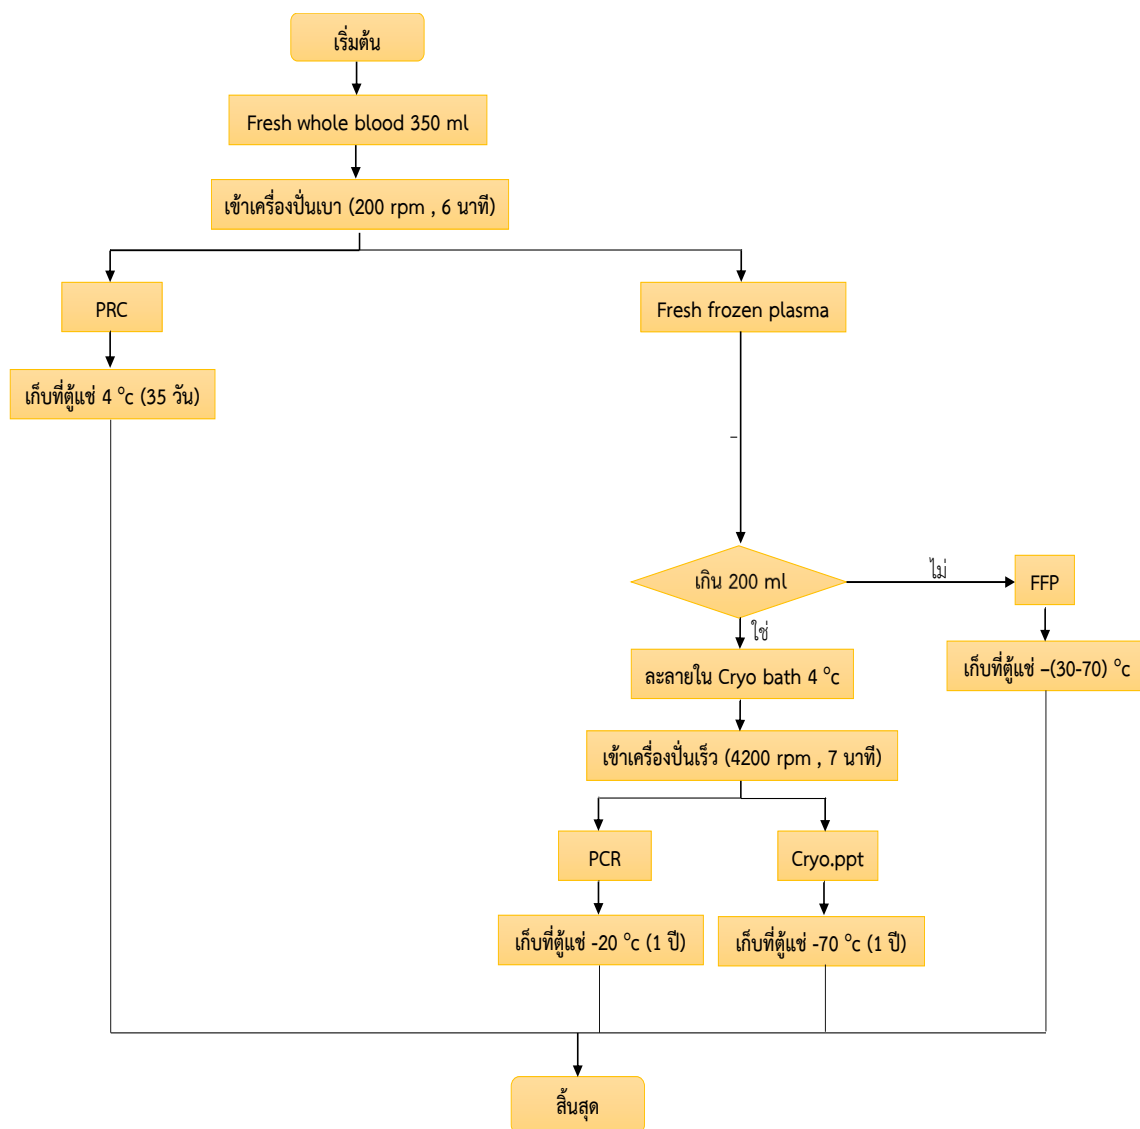 เริ่มต้น
Fresh whole blood 350 ml
เข้าเครื่องปั่นเบา (200 rpm , 6 นาที)
PRC
Fresh frozen plasma
เก็บที่ตู้แช่ 4 °c (35 วัน)
–
เกิน 200 ml
ไม่
FFP
ใช่
เก็บที่ตู้แช่ –(30-70) °c
ละลายใน Cryo bath 4 °c
เข้าเครื่องปั่นเร็ว (4200 rpm , 7 นาที)
PCR
Cryo.ppt
เก็บที่ตู้แช่ -20 °c (1 ปี)
เก็บที่ตู้แช่ -70 °c (1 ปี)
สิ้นสุด